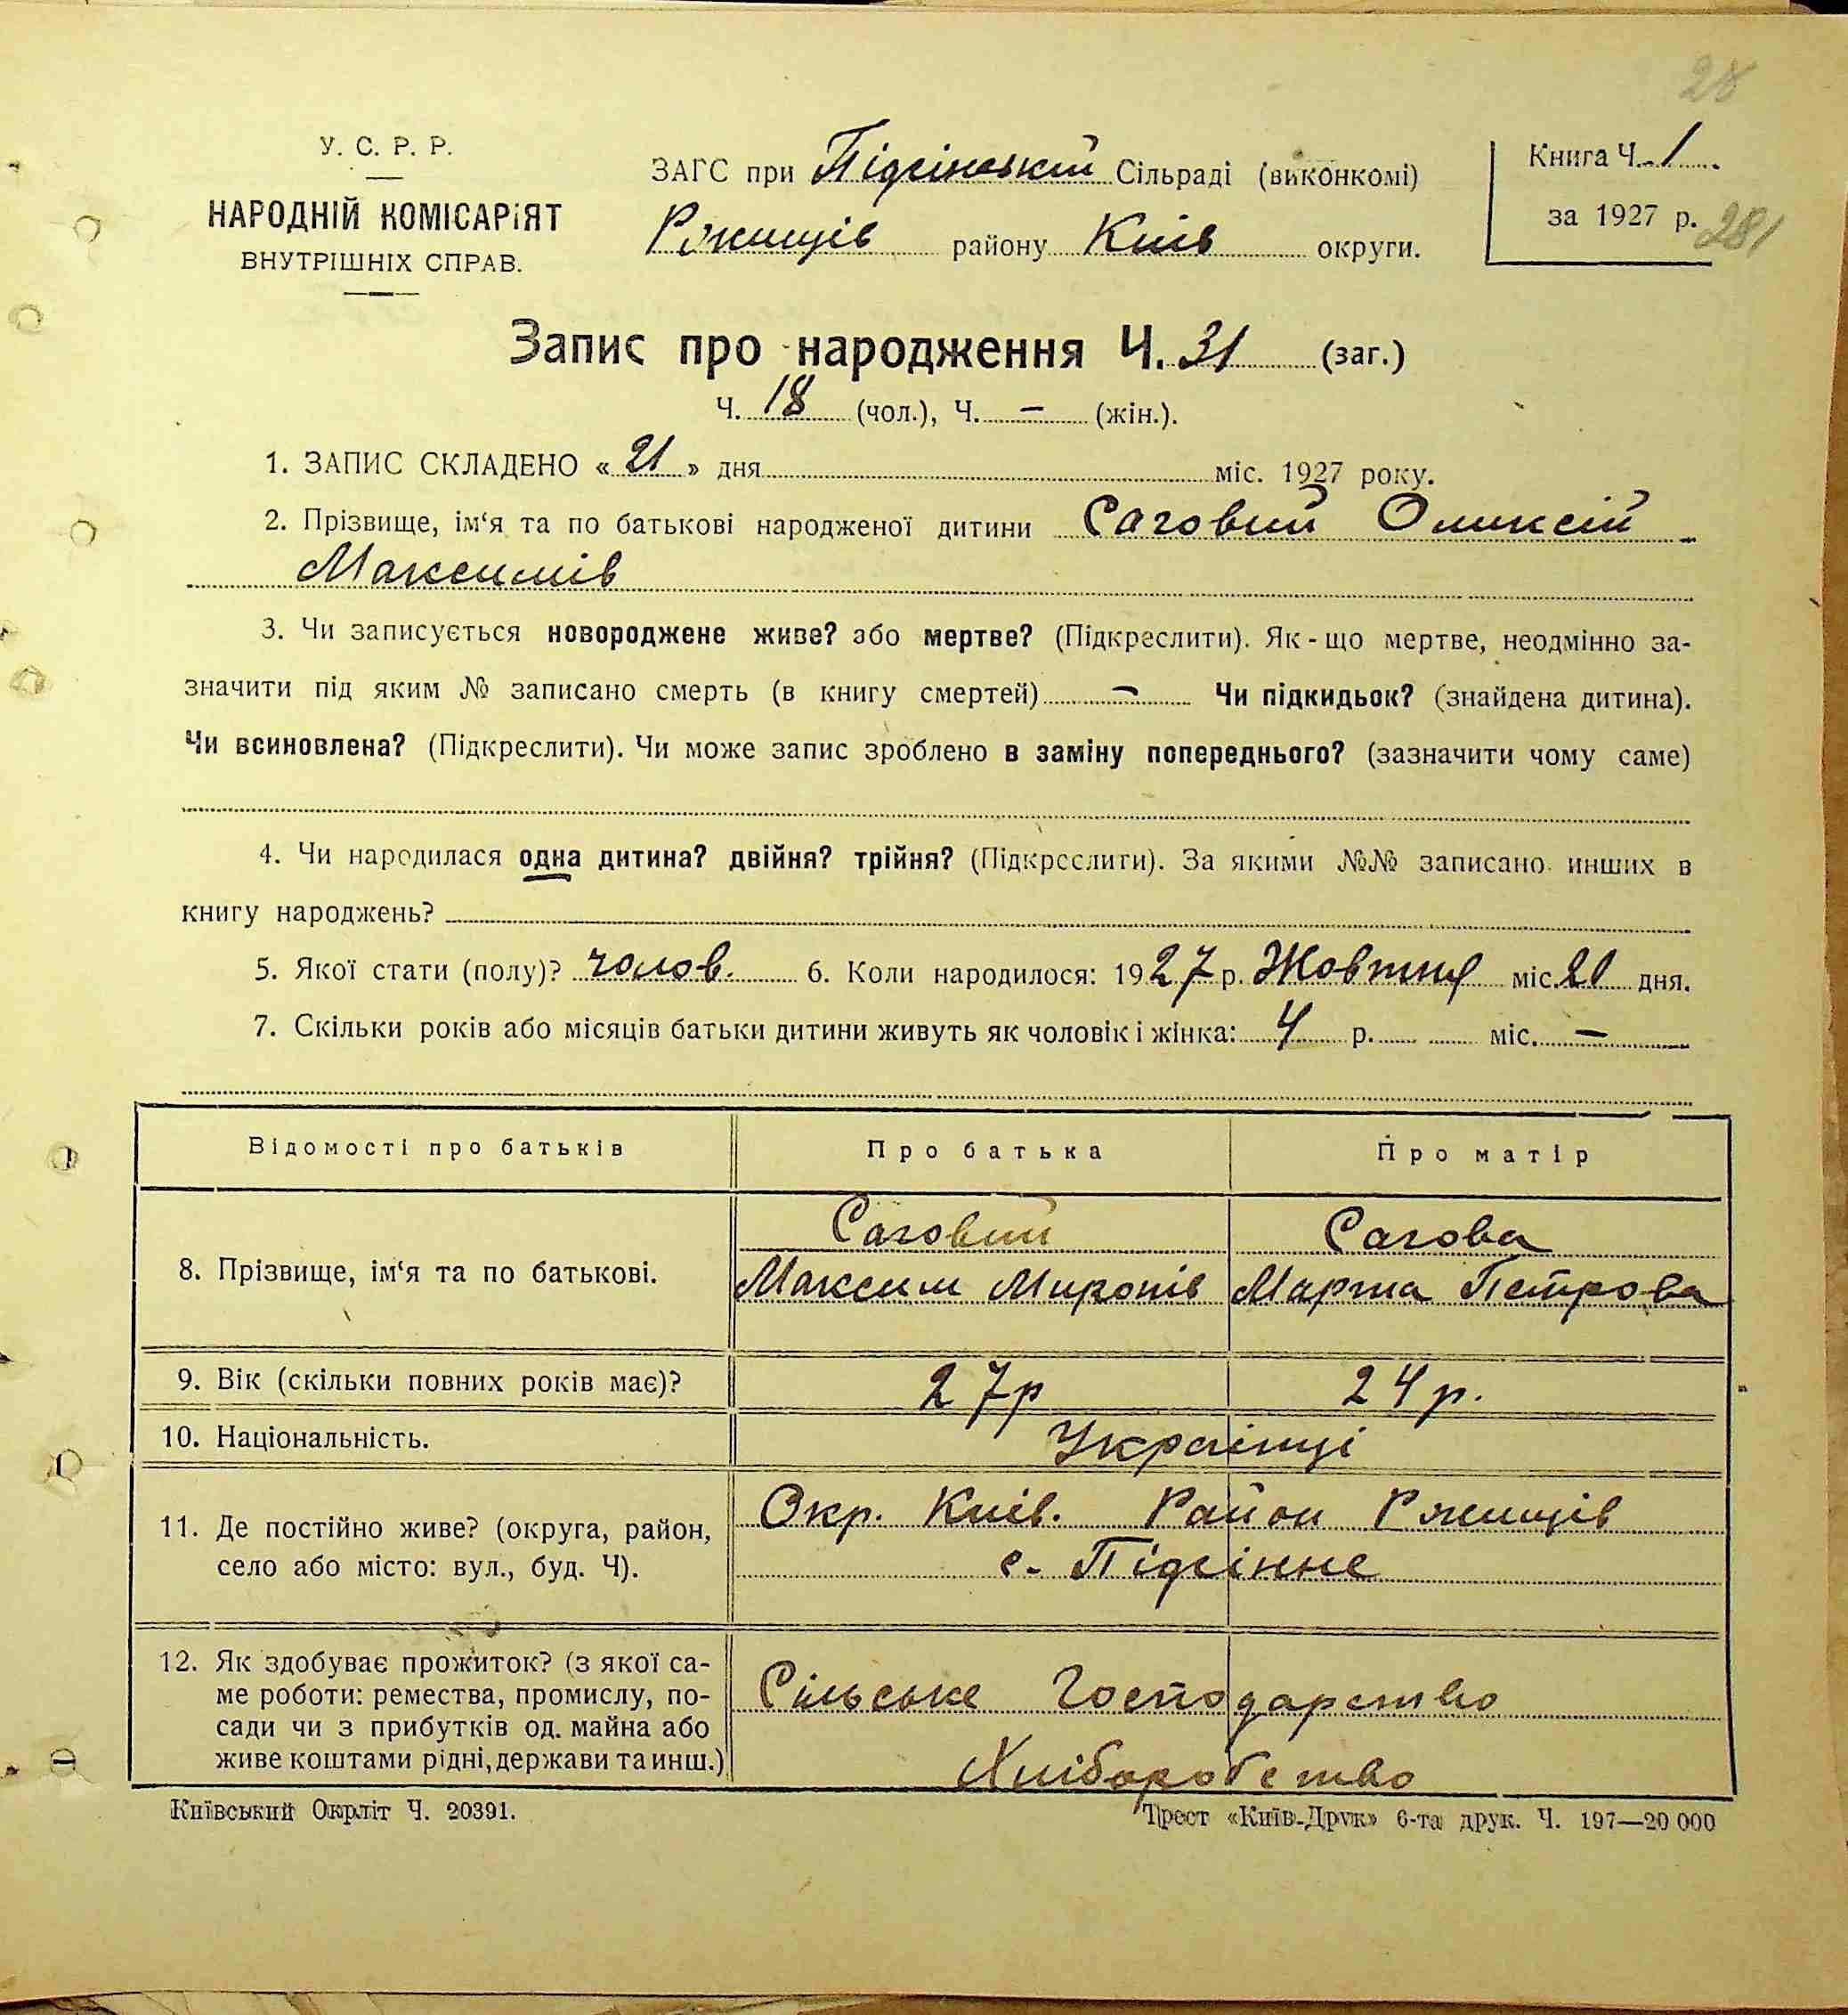 28
У. С. Р. Р.
НАРОДНІЙ КОМІСАРІЯТ
ВНУТРІШНІХ СПРАВ.
ЗАГС при Підсінській Сільраді (виконкомі)
Ржищів району Київ округи.
Книга Ч. 1
за 1927 р. 281
Запис про народження Ч. 31 (заг.)
Ч. 18 (чол.), Ч. — (жін.).
1. ЗАПИС СКЛАДЕНО « 21 » дня міс. 1927 року.
2. Прізвище, ім‘я та по батькові народженої дитини Саговий Оликсій
Максимів
3. Чи записується новороджене живе? або мертве? (Підкреслити). Як-що мертве, неодмінно за-
значити під яким № записано смерть (в книгу смертей) — Чи підкидьок? (знайдена дитина).
Чи всиновлена? (Підкреслити). Чи може запис зроблено в заміну попереднього? (зазначити чому саме)
4. Чи народилася одна дитина? двійня? трійня? (Підкреслити). За якими №№ записано инших в
книгу народжень?
5. Якої стати (полу)? чолов. 6. Коли народилося: 1927 р. Жовтня міс. 20 дня.
7. Скільки років або місяців батьки дитини живуть як чоловік і жінка: 4 р. міс. —
Відомості про батьків Про батька Про матір
8. Прізвище, ім‘я та по батькові.
Саговий Сагова
Максим Миронів Марта Петрова
9. Вік (скільки повних років має)? 27р 24р.
10. Національність. Українці
11. Де постійно живе? (округа, район,
село або місто: вул., буд. Ч).
Окр. Київ. Район Ржищів
с. Підсінне
12. Як здобуває прожиток? (з якої са-
ме роботи: ремества, промислу, по-
сади чи з прибутків од. майна або
живе коштами рідні, держави та инш.)
Сільське Господарство
Хліборобство
Київський Окрліт Ч. 20391.
Трест «Київ-Друк» 6-та друк. Ч. 197—20 000